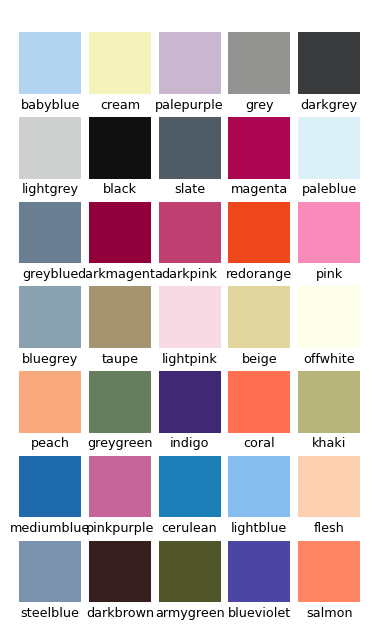 babyblue cream palepurple grey darkgrey
lightgrey black slate magenta paleblue
greyblue darkmagenta darkpink redorange pink
bluegrey taupe lightpink beige offwhite
peach greygreen indigo coral khaki
mediumblue pinkpurple cerulean lightblue flesh
steelblue darkbrown armygreen blueviolet salmon